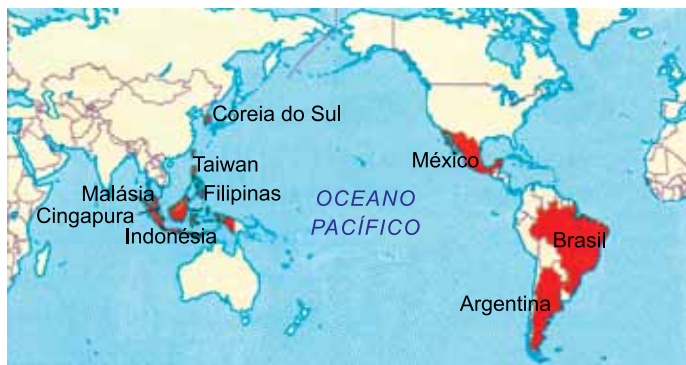 Coreia do Sul
Taiwan
México
Malásia
Filipinas
Cingapura
Indonésia
OCEANO
PACÍFICO
Brasil
Argentina